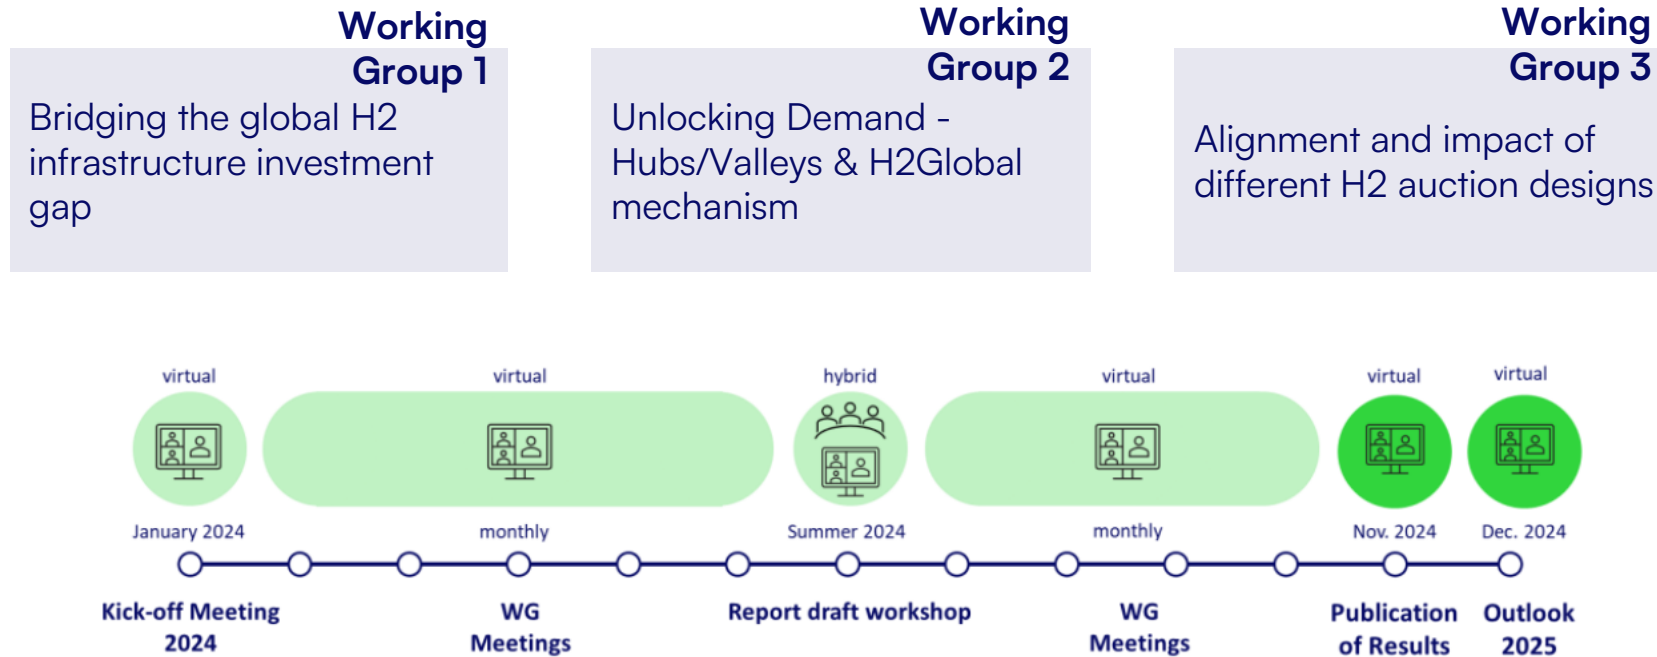 Working
Group 1
Bridging the global H2
infrastructure investment
gap
Working
Group 2
Unlocking Demand -
Hubs/Valleys & H2Global
mechanism
Working
Group 3
Alignment and impact of
different H2 auction designs
virtual
virtual
hybrid
virtual
virtual
virtual
January 2024
monthly
Summer 2024
monthly
Nov. 2024
Dec. 2024
Kick-off Meeting
2024
WG
Meetings
Report draft workshop
WG
Meetings
Publication
of Results
Outlook
2025